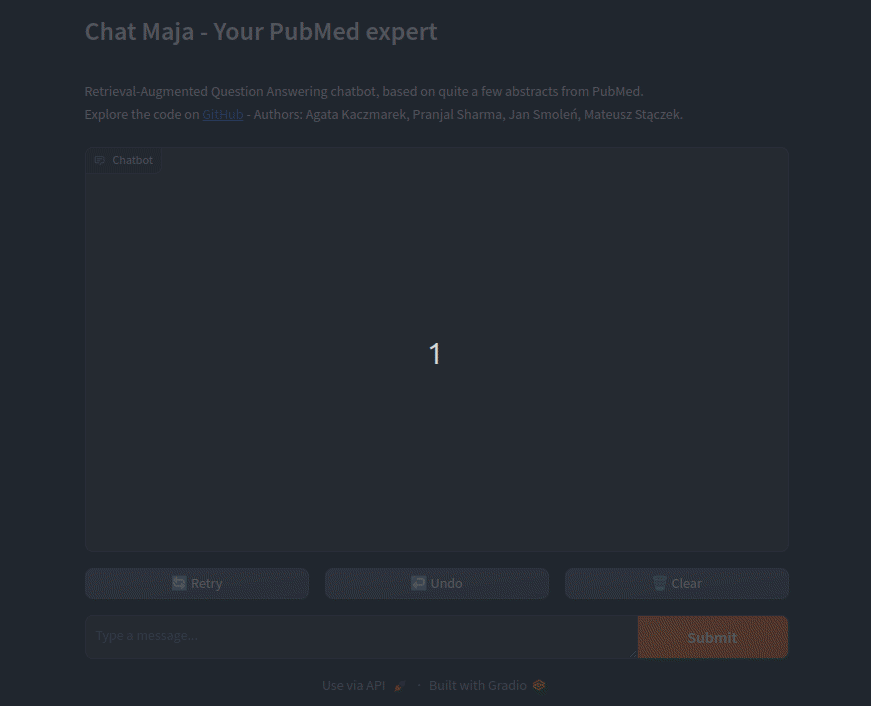 Chat Maja - Your PubMed expert
Retrieval-Augmented Question Answering chatbot, based on quite a few abstracts from PubMed.
Explore the code on GitHub - Authors: Agata Kaczmarek, Pranjal Sharma, Jan Smoleń, Mateusz Stączek.
Chatbot
1
Retry Undo Clear
Type a message... Submit
Use via API · Built with Gradio